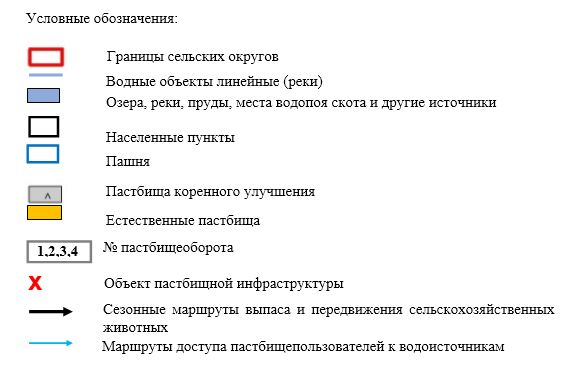 Условные обозначения:
Границы сельских округов
Водные объекты линейные (реки)
Озера, реки, пруды, места водопоя скота и другие источники
Населенные пункты
Пашня
^ Пастбища коренного улучшения
Естественные пастбища
1,2,3,4 № пастбищеоборота
X Объект пастбищной инфраструктуры
Сезонные маршруты выпаса и передвижения сельскохозяйственных
животных
Маршруты доступа пастбищепользователей к водоисточникам